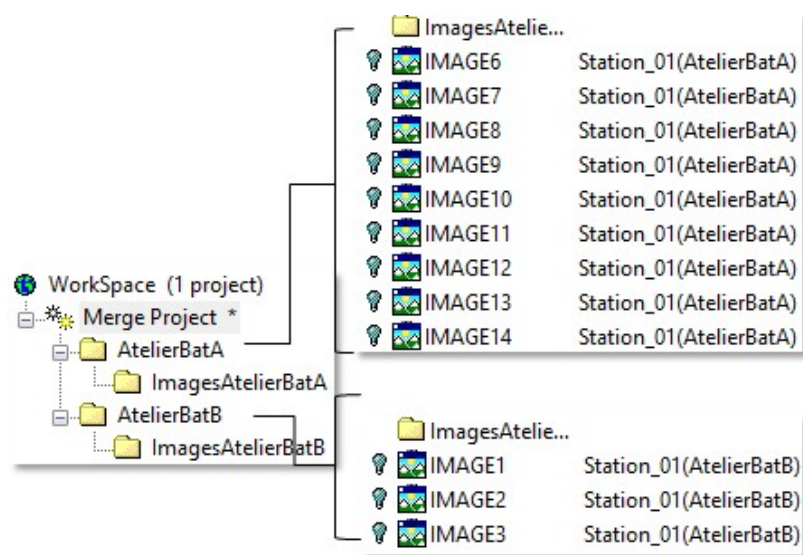 WorkSpace (1 project)
Merge Project *
AtelierBatA
ImagesAtelierBatA
AtelierBatB
ImagesAtelierBatB
ImagesAtelie...
IMAGE6 Station_01(AtelierBatA)
IMAGE7 Station_01(AtelierBatA)
IMAGE8 Station_01(AtelierBatA)
IMAGE9 Station_01(AtelierBatA)
IMAGE10 Station_01(AtelierBatA)
IMAGE11 Station_01(AtelierBatA)
IMAGE12 Station_01(AtelierBatA)
IMAGE13 Station_01(AtelierBatA)
IMAGE14 Station_01(AtelierBatA)
ImagesAtelie...
IMAGE1 Station_01(AtelierBatB)
IMAGE2 Station_01(AtelierBatB)
IMAGE3 Station_01(AtelierBatB)